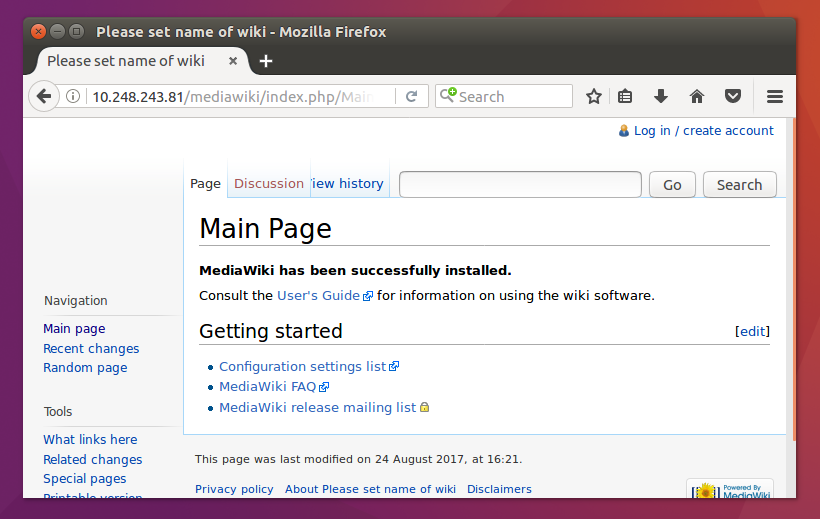 Please set name of wiki - Mozilla Firefox
Please set name of wiki
10.248.243.81/mediawiki/index.php/Main
Search
Log in / create account
Page Discussion View history Go Search
Main Page
MediaWiki has been successfully installed.
Consult the User's Guide for information on using the wiki software.
Navigation
Main page
Recent changes
Random page
Getting started [edit]
Configuration settings list
MediaWiki FAQ
MediaWiki release mailing list
Tools
What links here
Related changes
Special pages
Printable version
This page was last modified on 24 August 2017, at 16:21.
Privacy policy About Please set name of wiki Disclaimers
Powered By
MediaWiki